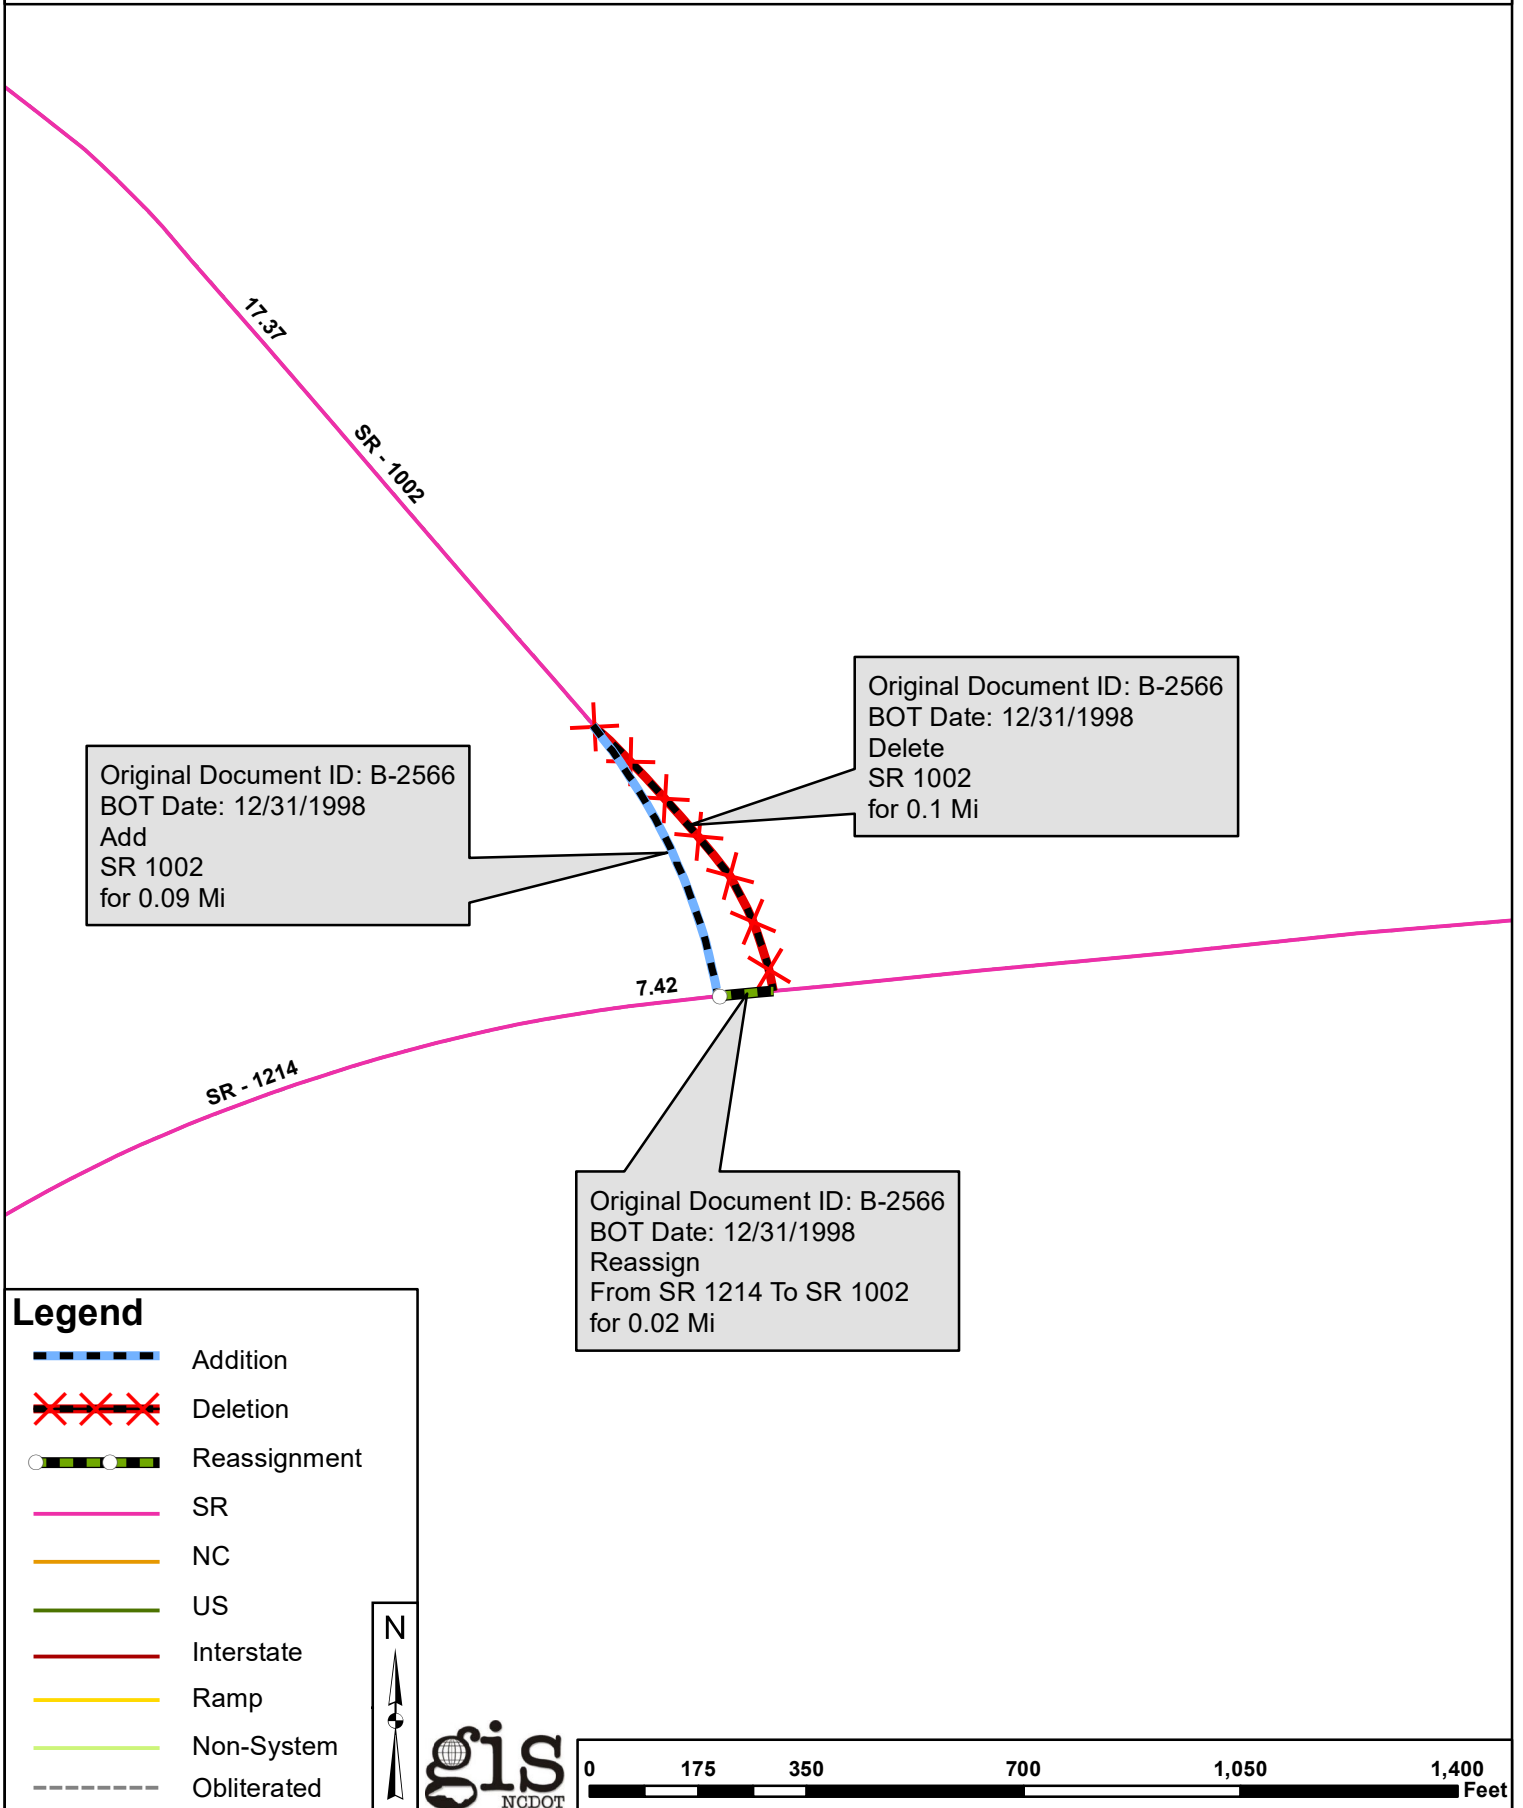 17.37
SR - 1002
Original Document ID: B-2566
BOT Date: 12/31/1998
Delete
SR 1002
for 0.1 Mi
Original Document ID: B-2566
BOT Date: 12/31/1998
Add
SR 1002
for 0.09 Mi
7.42
SR - 1214
Original Document ID: B-2566
BOT Date: 12/31/1998
Reassign
From SR 1214 To SR 1002
for 0.02 Mi
Legend
Addition
Deletion
Reassignment
SR
NC
US
Interstate
Ramp
Non-System
Obliterated
N
gis
NCDOT
0 175 350 700 1,050 1,400
Feet